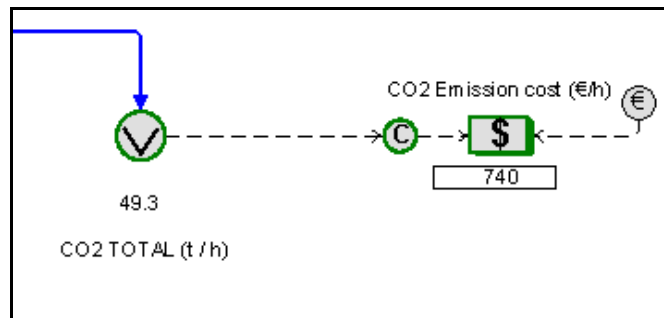 CO2 Emission cost (€/h)
€
C
$
740
49.3
CO2 TOTAL (t / h)